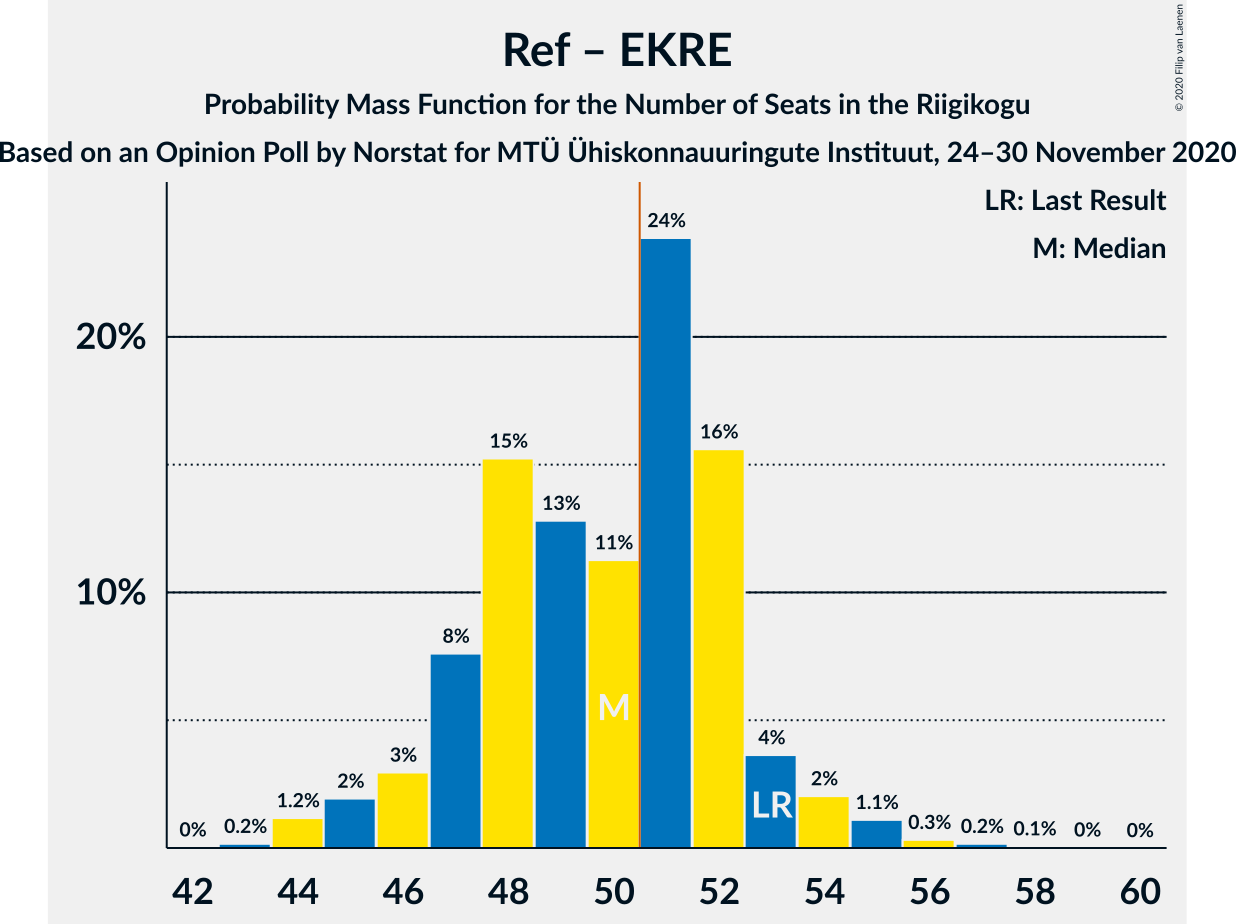 Ref – EKRE
Probability Mass Function for the Number of Seats in the Riigikogu
Based on an Opinion Poll by Norstat for MTÜ Ühiskonnauuringute Instituut, 24–30 November 2020
© 2020 Filip van Laenen
LR: Last Result
M: Median
20%
10%
0%
0.2%
1.2%
2%
3%
8%
15%
13%
11%
24%
16%
4%
2%
1.1%
0.3%
0.2%
0.1%
0%
0%
M
LR
42 44 46 48 50 52 54 56 58 60